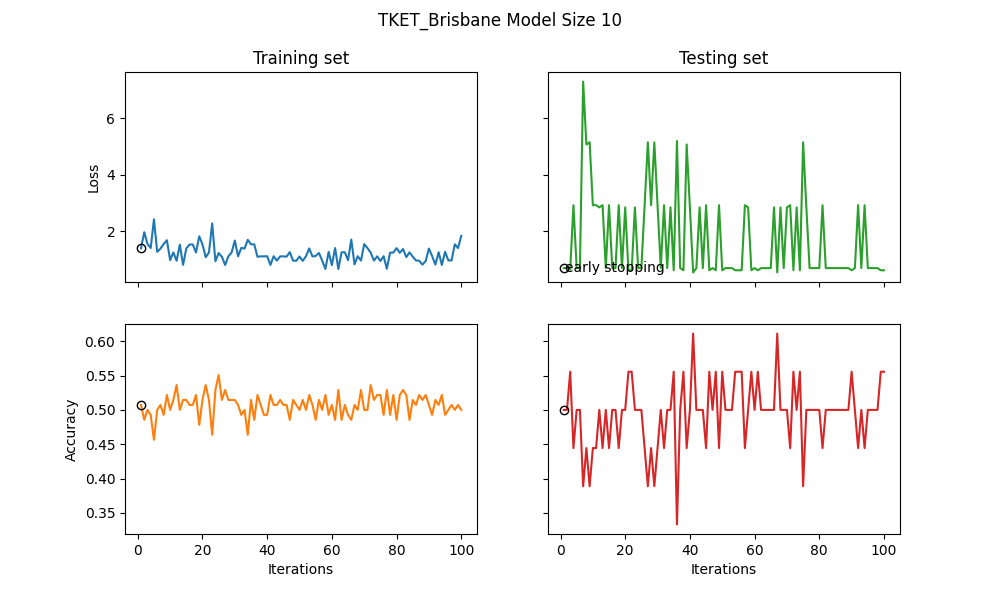 TKET_Brisbane Model Size 10
Training set
Testing set
6
4
2
Loss
early stopping
0.60
0.55
0.50
0.45
0.40
0.35
Accuracy
0 20 40 60 80 100
0 20 40 60 80 100
Iterations
Iterations